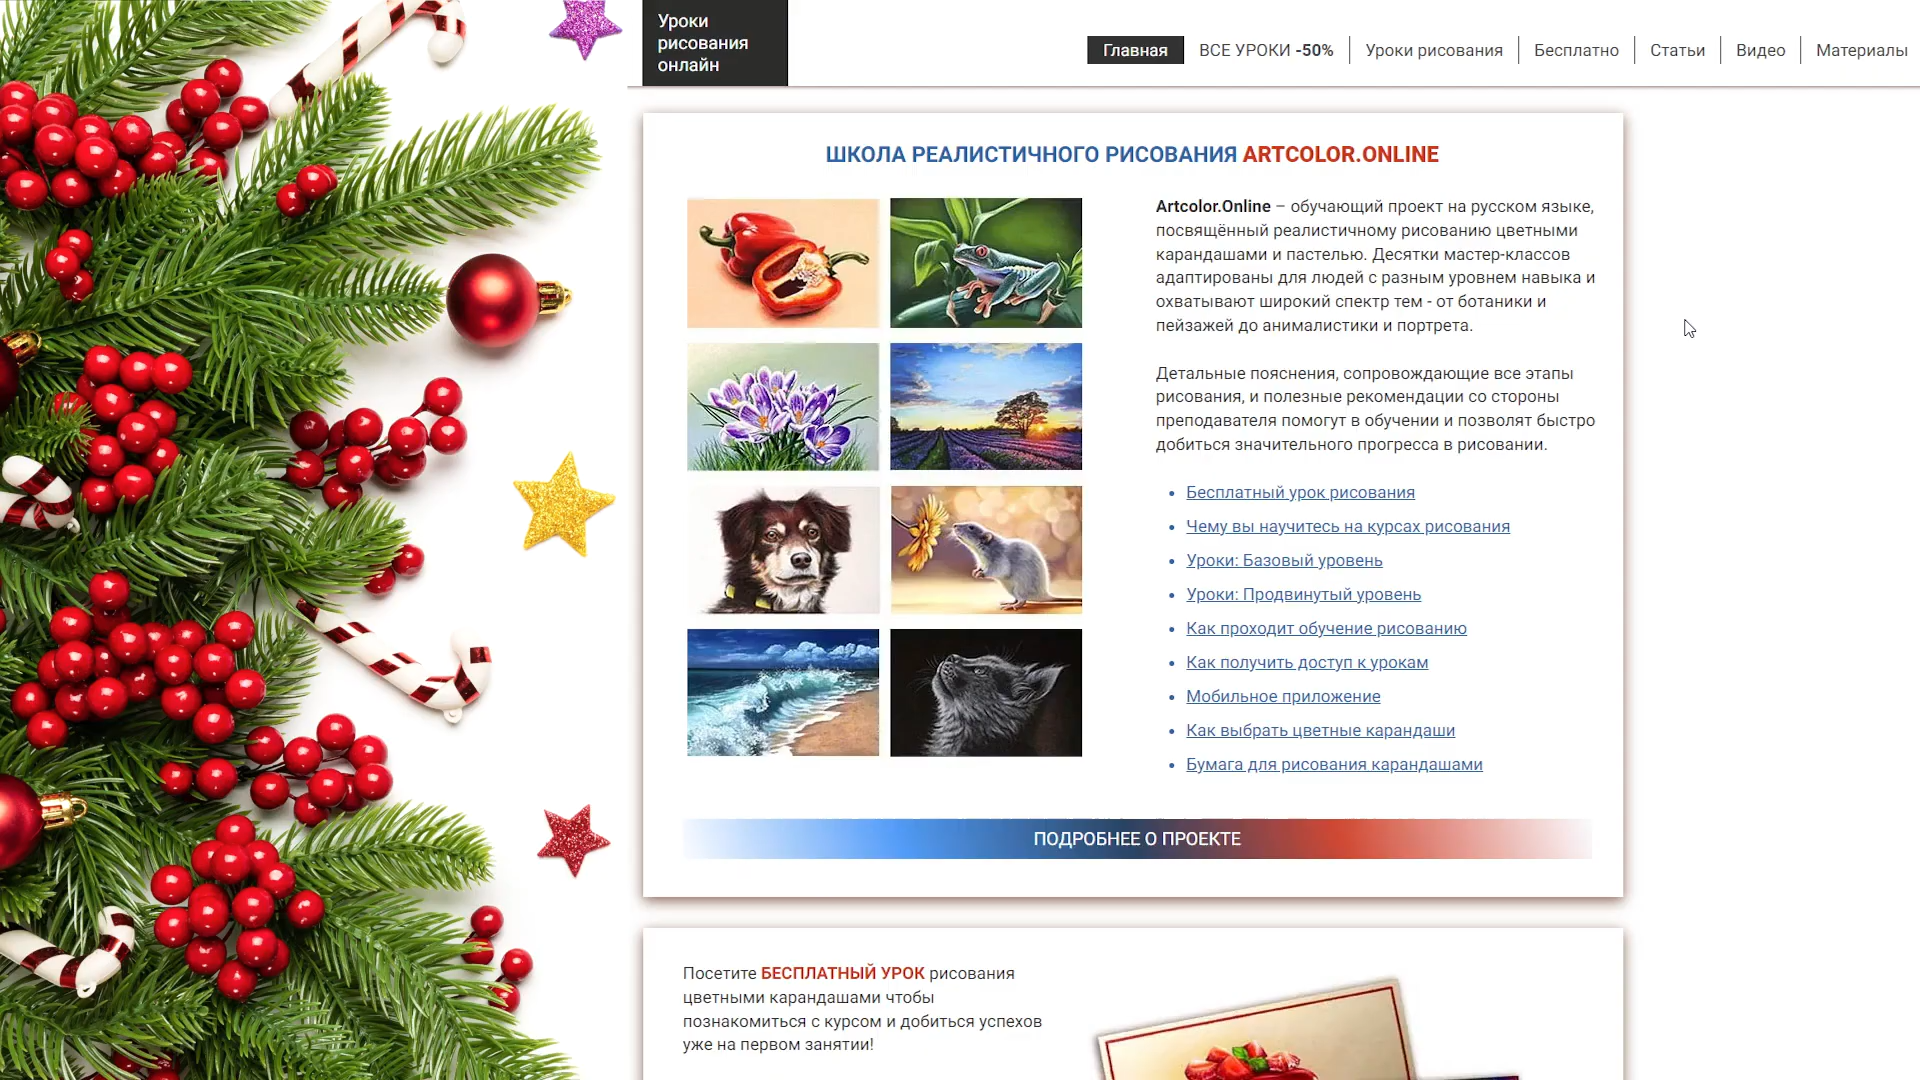 Уроки
рисования
онлайн
Главная
ВСЕ УРОКИ -50%
Уроки рисования
Бесплатно
Статьи
Видео
Материалы
ШКОЛА РЕАЛИСТИЧНОГО РИСОВАНИЯ ARTCOLOR.ONLINE
Artcolor.Online – обучающий проект на русском языке,
посвящённый реалистичному рисованию цветными
карандашами и пастелью. Десятки мастер-классов
адаптированы для людей с разным уровнем навыка и
охватывают широкий спектр тем - от ботаники и
пейзажей до анималистики и портрета.
Детальные пояснения, сопровождающие все этапы
рисования, и полезные рекомендации со стороны
преподавателя помогут в обучении и позволят быстро
добиться значительного прогресса в рисовании.
Бесплатный урок рисования
Чему вы научитесь на курсах рисования
Уроки: Базовый уровень
Уроки: Продвинутый уровень
Как проходит обучение рисованию
Как получить доступ к урокам
Мобильное приложение
Как выбрать цветные карандаши
Бумага для рисования карандашами
ПОДРОБНЕЕ О ПРОЕКТЕ
Посетите БЕСПЛАТНЫЙ УРОК рисования
цветными карандашами чтобы
познакомиться с курсом и добиться успехов
уже на первом занятии!